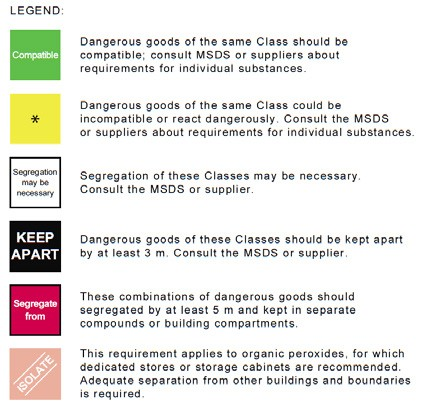 LEGEND:
Compatible
Dangerous goods of the same Class should be
compatible; consult MSDS or suppliers about
requirements for individual substances.
*
Dangerous goods of the same Class could be
incompatible or react dangerously. Consult the MSDS
or suppliers about requirements for individual substances.
Segregation
may be
necessary
Segregation of these Classes may be necessary.
Consult the MSDS or supplier.
KEEP
APART
Dangerous goods of these Classes should be kept apart
by at least 3 m. Consult the MSDS or supplier.
Segregate
from
These combinations of dangerous goods should
segregated by at least 5 m and kept in separate
compounds or building compartments.
ISOLATE
This requirement applies to organic peroxides, for which
dedicated stores or storage cabinets are recommended.
Adequate separation from other buildings and boundaries
is required.